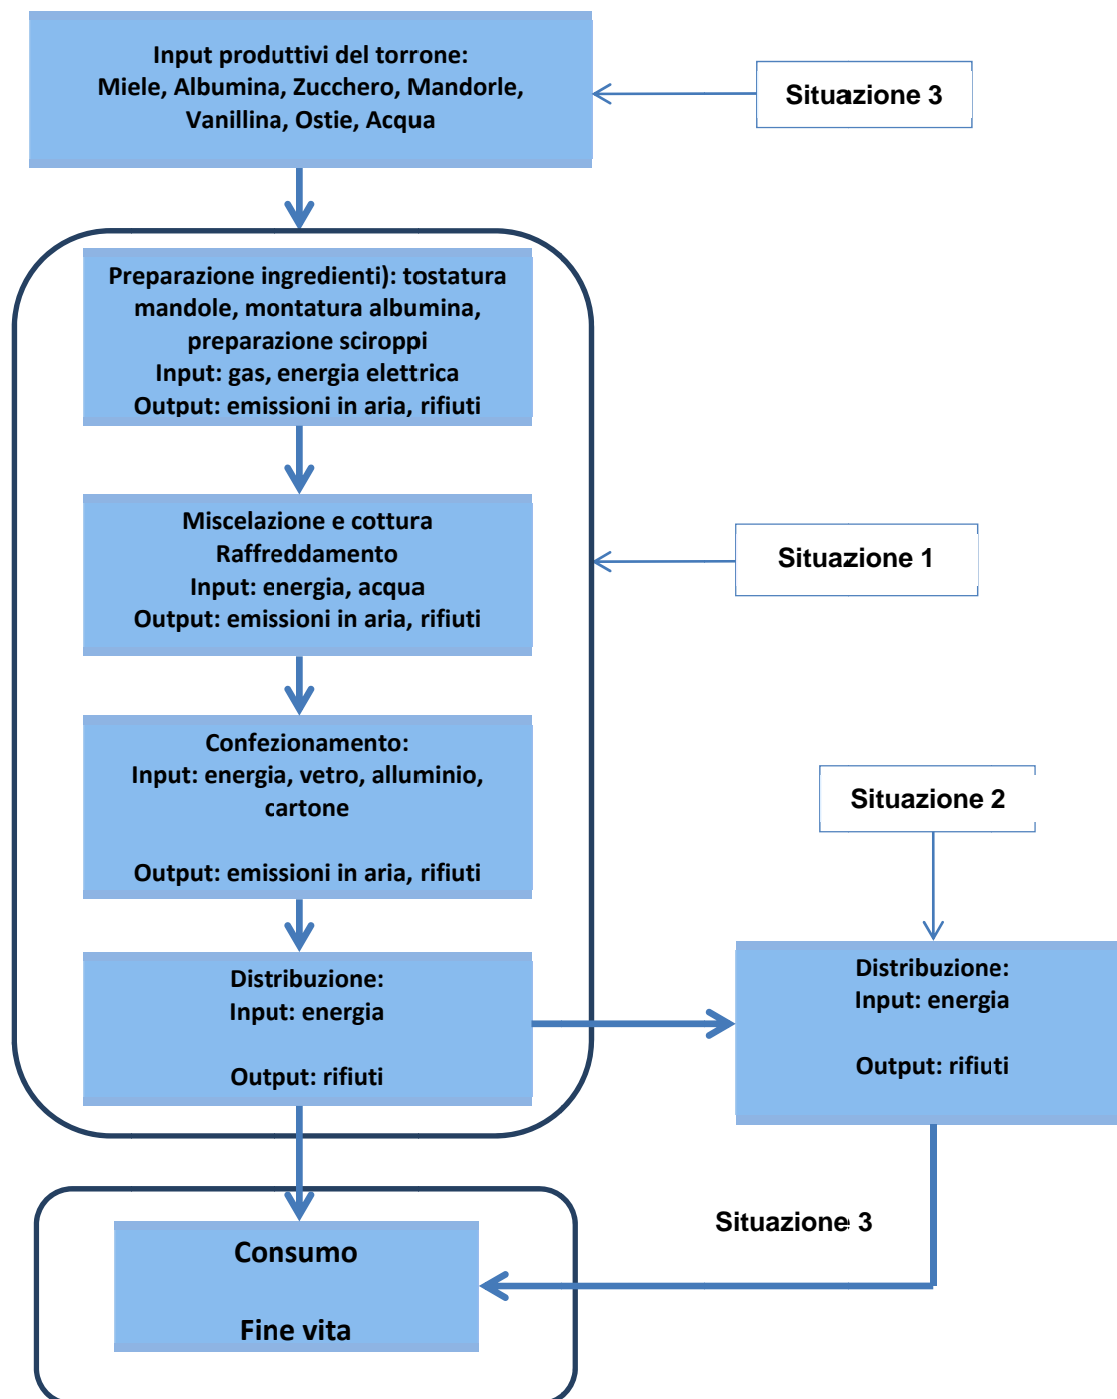 Input produttivi del torrone:
Miele, Albumina, Zucchero, Mandorle,
Vanillina, Ostie, Acqua
Situazione 3
Preparazione ingredienti): tostatura
mandole, montatura albumina,
preparazione sciroppi
Input: gas, energia elettrica
Output: emissioni in aria, rifiuti
Miscelazione e cottura
Raffreddamento
Input: energia, acqua
Output: emissioni in aria, rifiuti
Situazione 1
Confezionamento:
Input: energia, vetro, alluminio,
cartone
Output: emissioni in aria, rifiuti
Situazione 2
Distribuzione:
Input: energia
Output: rifiuti
Distribuzione:
Input: energia
Output: rifiuti
Situazione 3
Consumo
Fine vita